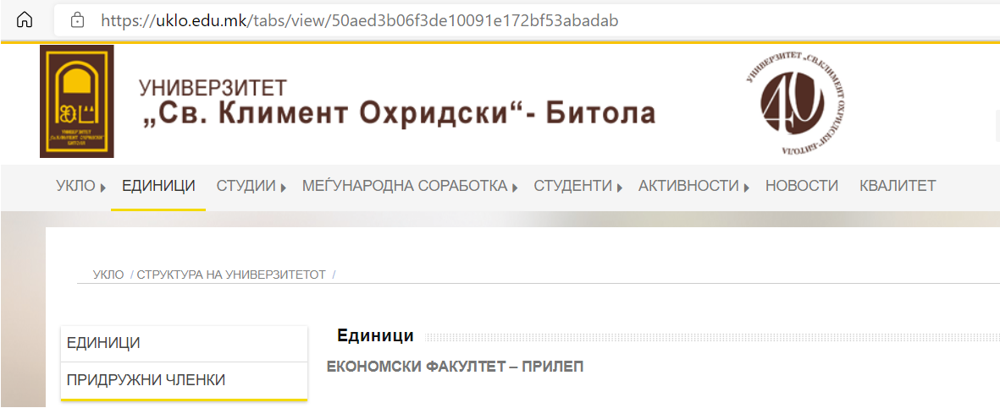 https://uklo.edu.mk/tabs/view/50aed3b06f3de10091e172bf53abadab
УНИВЕРЗИТЕТ
„Св. Климент Охридски“- Битола
УНИВЕРЗИТЕТ
„Св.КЛИМЕНТ ОХРИДСКИ“
БИТОЛА
УНИВЕРЗИТЕТ „СВ.КЛИМЕНТ ОХРИДСКИ“-БИТОЛА
40
УКЛО ЕДИНИЦИ СТУДИИ МЕЃУНАРОДНА СОРАБОТКА СТУДЕНТИ АКТИВНОСТИ НОВОСТИ КВАЛИТЕТ
УКЛО / СТРУКТУРА НА УНИВЕРЗИТЕТОТ /
ЕДИНИЦИ
ПРИДРУЖНИ ЧЛЕНКИ
Единици
ЕКОНОМСКИ ФАКУЛТЕТ – ПРИЛЕП